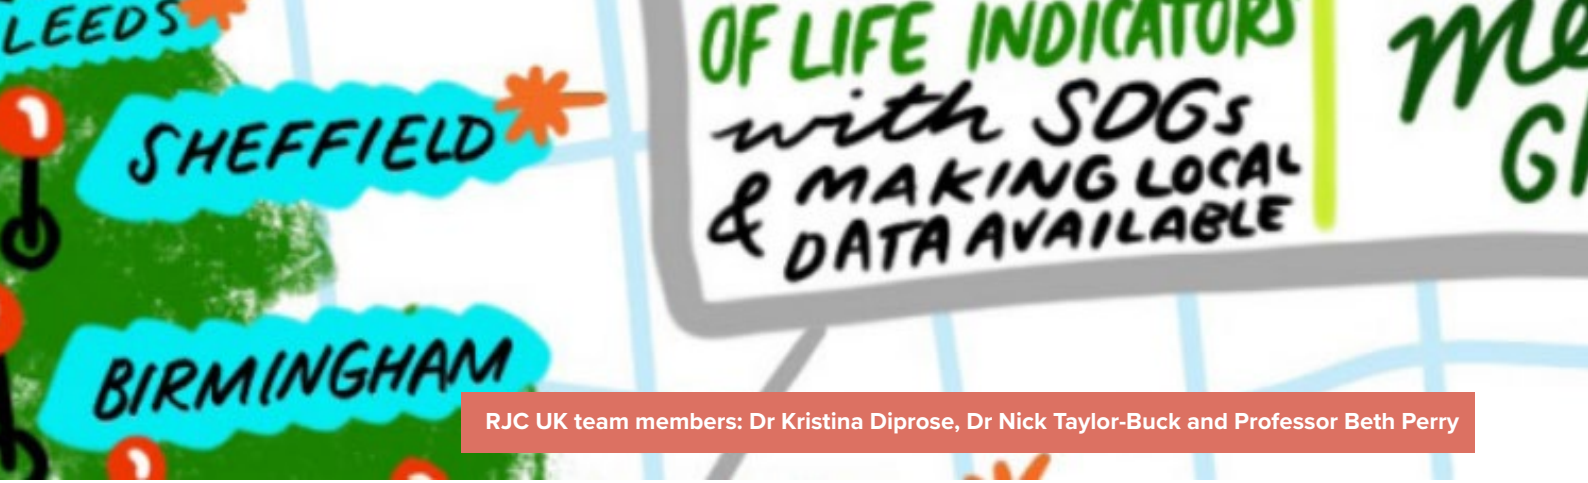 LEEDS
SHEFFIELD
BIRMINGHAM
OF LIFE INDICATORS
with SDGs
& MAKING LOCAL
DATA AVAILABLE
RJC UK team members: Dr Kristina Diprose, Dr Nick Taylor-Buck and Professor Beth Perry